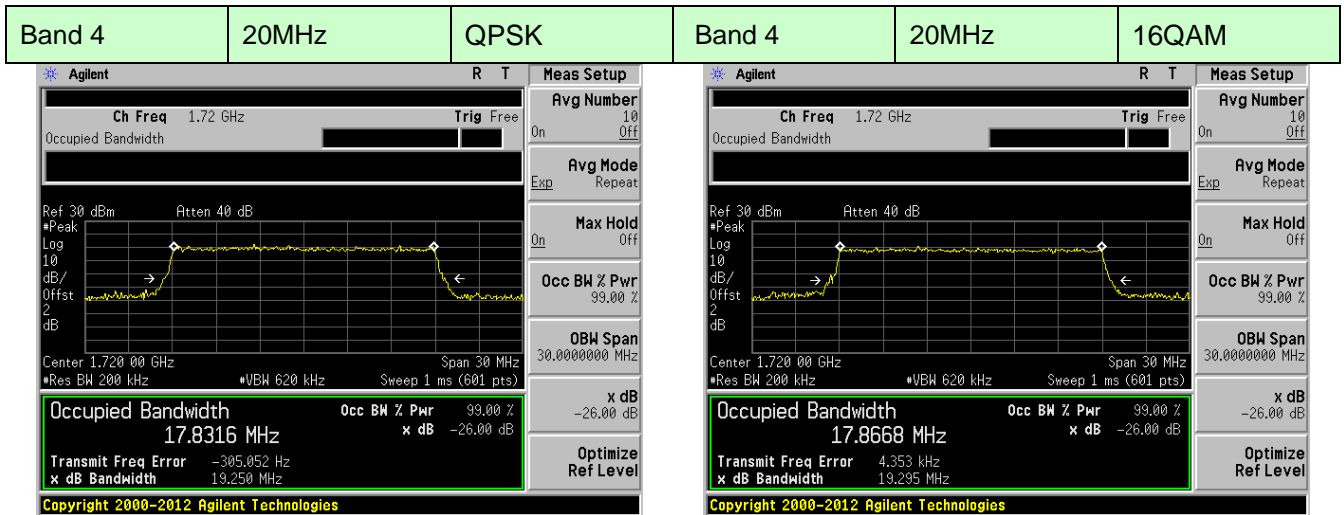 Band 4 20MHz QPSK Band 4 20MHz 16QAM
Agilent R T Meas Setup
Ch Freq 1.72 GHz Trig Free
Occupied Bandwidth
Avg Number
10
On Off
Avg Mode
Exp Repeat
Max Hold
On Off
Occ BW % Pwr
99.00 %
OBW Span
30.0000000 MHz
x dB
-26.00 dB
Optimize
Ref Level
Ref 30 dBm Atten 40 dB
#Peak
Log
10
dB/
Offst
2
dB
Center 1.720 00 GHz Span 30 MHz
#Res BW 200 kHz #VBW 620 kHz Sweep 1 ms (601 pts)
Occupied Bandwidth Occ BW % Pwr 99.00 %
17.8316 MHz x dB -26.00 dB
Transmit Freq Error -305.052 Hz
x dB Bandwidth 19.250 MHz
Copyright 2000-2012 Agilent Technologies
Agilent R T Meas Setup
Ch Freq 1.72 GHz Trig Free
Occupied Bandwidth
Avg Number
10
On Off
Avg Mode
Exp Repeat
Max Hold
On Off
Occ BW % Pwr
99.00 %
OBW Span
30.0000000 MHz
x dB
-26.00 dB
Optimize
Ref Level
Ref 30 dBm Atten 40 dB
#Peak
Log
10
dB/
Offst
2
dB
Center 1.720 00 GHz Span 30 MHz
#Res BW 200 kHz #VBW 620 kHz Sweep 1 ms (601 pts)
Occupied Bandwidth Occ BW % Pwr 99.00 %
17.8668 MHz x dB -26.00 dB
Transmit Freq Error 4.353 kHz
x dB Bandwidth 19.295 MHz
Copyright 2000-2012 Agilent Technologies